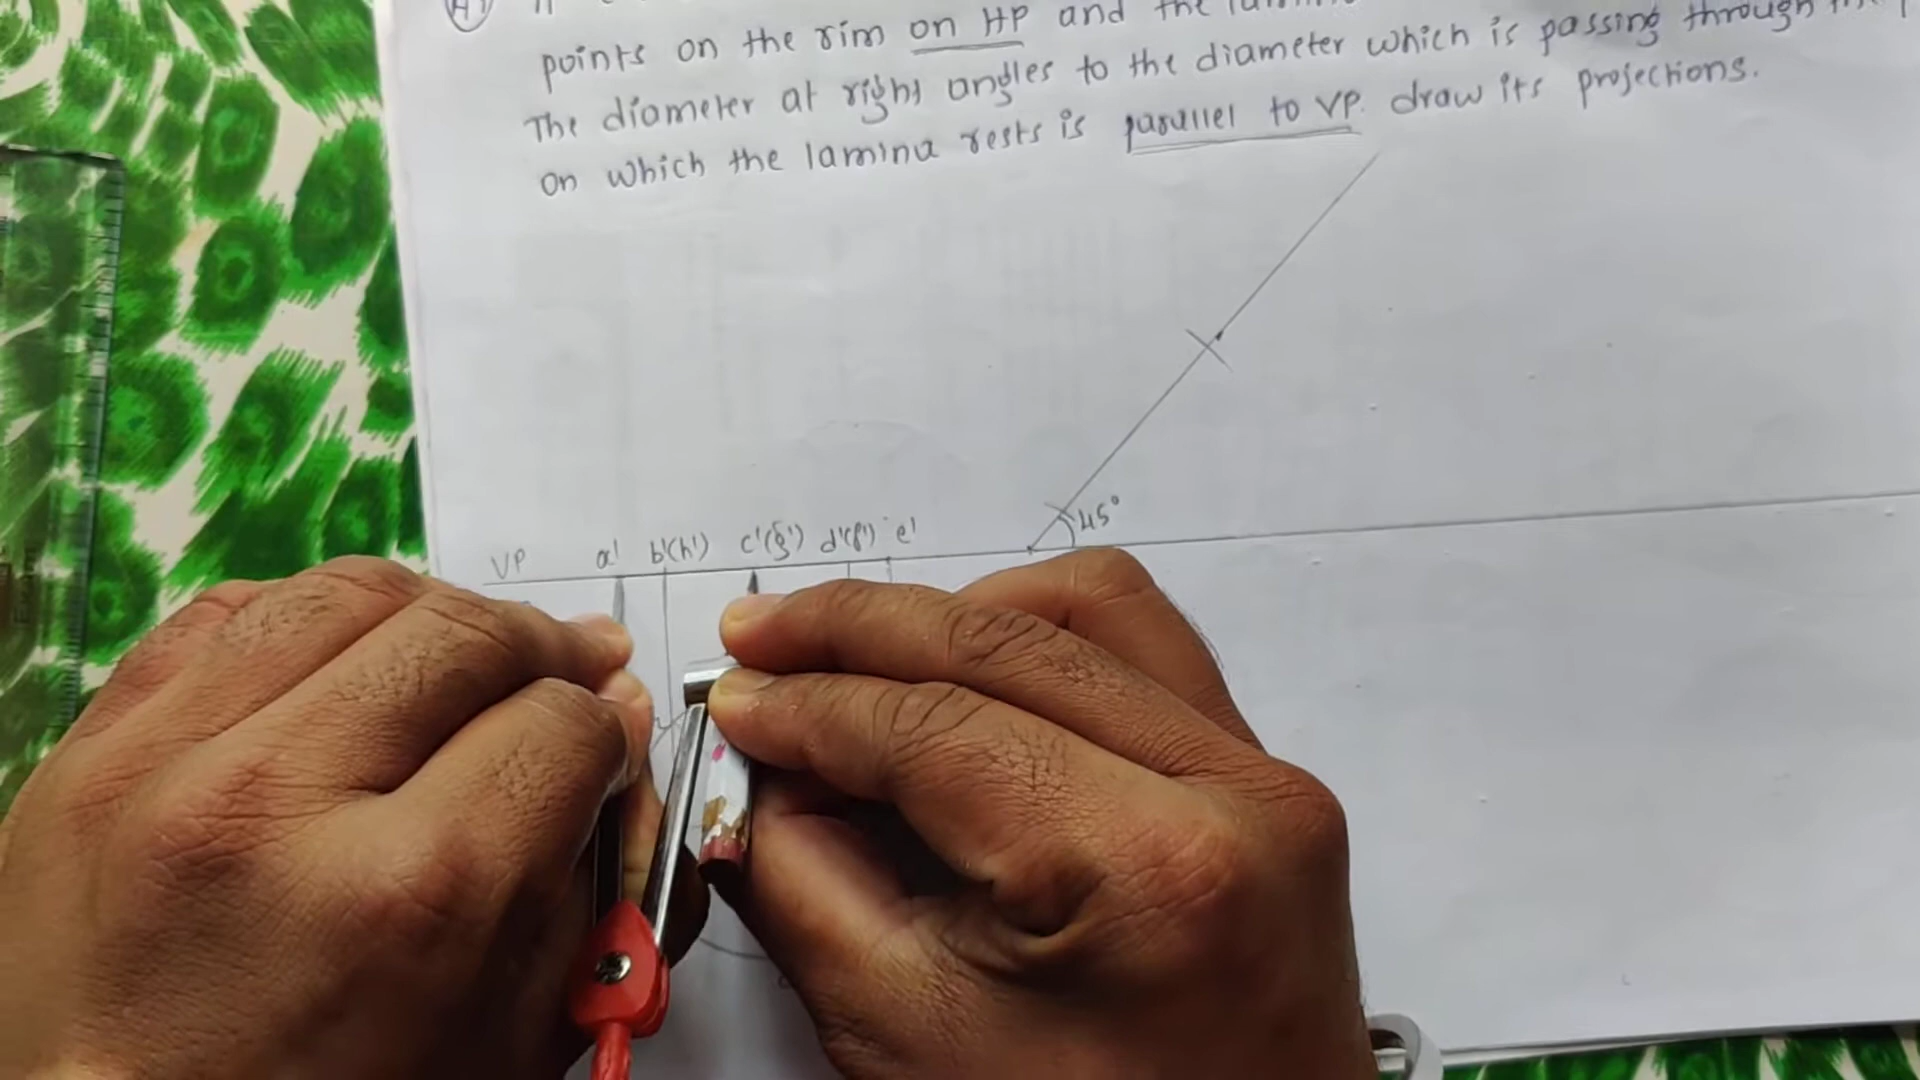 points on the rim on HP and the
The diameter at right angles to the diameter which is passing through
on which the lamina rests is parallel to VP. draw its projections.
45°
VP a' b'(h') c'(g') d'(f') e'